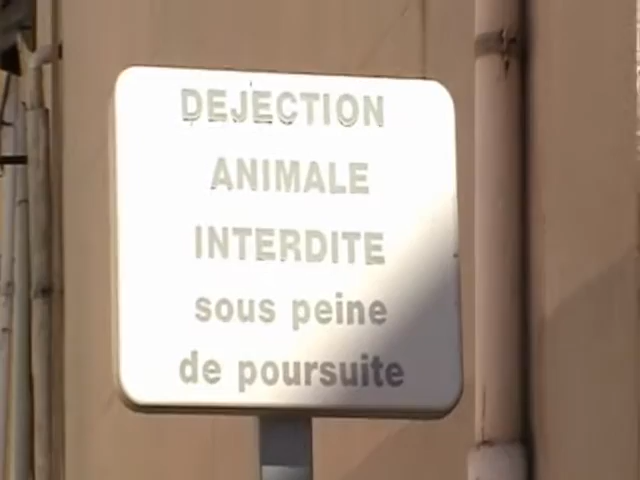 DEJECTION
ANIMALE
INTERDITE
sous peine
de poursuite